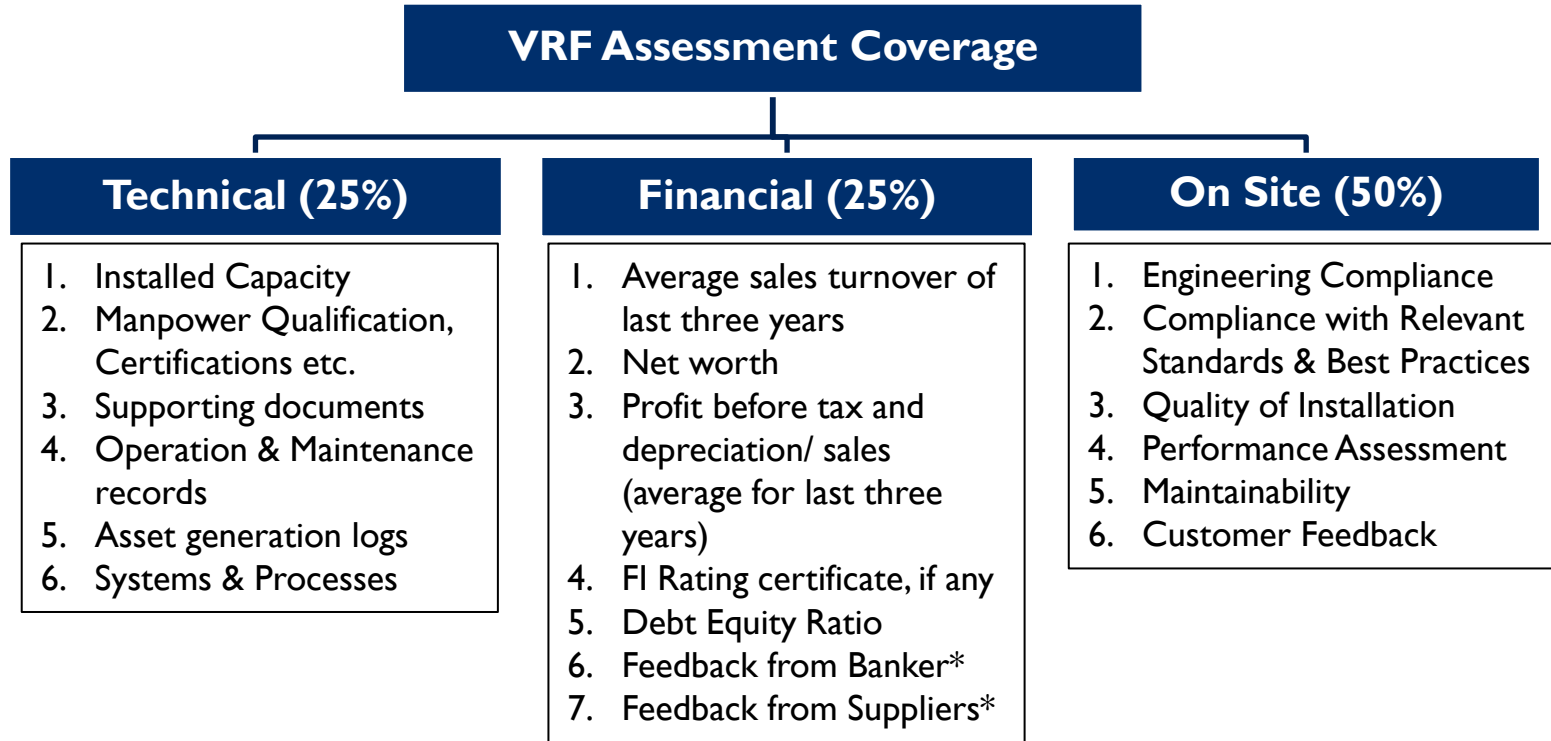 VRF Assessment Coverage
Technical (25%)
1. Installed Capacity
2. Manpower Qualification,
Certifications etc.
3. Supporting documents
4. Operation & Maintenance
records
5. Asset generation logs
6. Systems & Processes
Financial (25%)
1. Average sales turnover of
last three years
2. Net worth
3. Profit before tax and
depreciation/ sales
(average for last three
years)
4. FI Rating certificate, if any
5. Debt Equity Ratio
6. Feedback from Banker*
7. Feedback from Suppliers*
On Site (50%)
1. Engineering Compliance
2. Compliance with Relevant
Standards & Best Practices
3. Quality of Installation
4. Performance Assessment
5. Maintainability
6. Customer Feedback